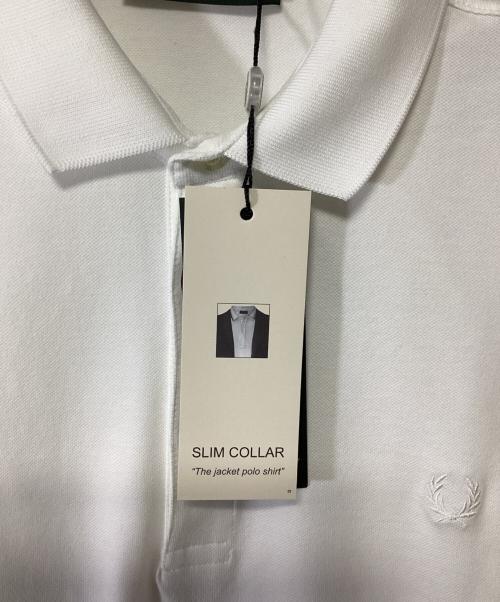 SLIM COLLAR
"The jacket polo shirt"